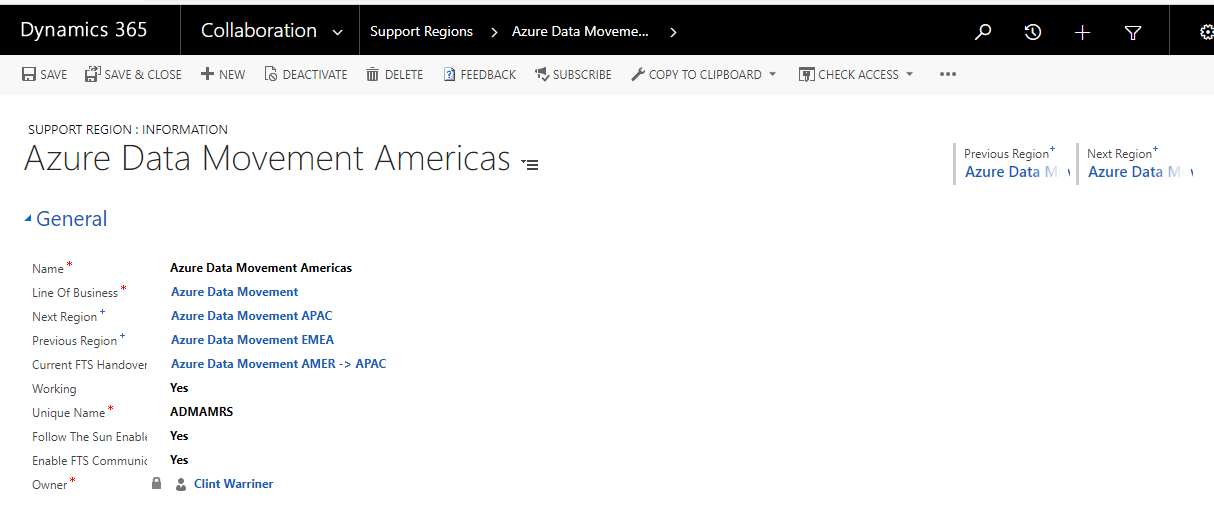 Dynamics 365 Collaboration Support Regions Azure Data Moveme...
SAVE SAVE & CLOSE NEW DEACTIVATE DELETE FEEDBACK SUBSCRIBE COPY TO CLIPBOARD CHECK ACCESS ...
SUPPORT REGION : INFORMATION
Azure Data Movement Americas
Previous Region+ Next Region+
Azure Data M Azure Data M
General
Name* Azure Data Movement Americas
Line Of Business* Azure Data Movement
Next Region+ Azure Data Movement APAC
Previous Region+ Azure Data Movement EMEA
Current FTS Handover Azure Data Movement AMER -> APAC
Working Yes
Unique Name* ADMAMRS
Follow The Sun Enable Yes
Enable FTS Communic Yes
Owner* Clint Warriner